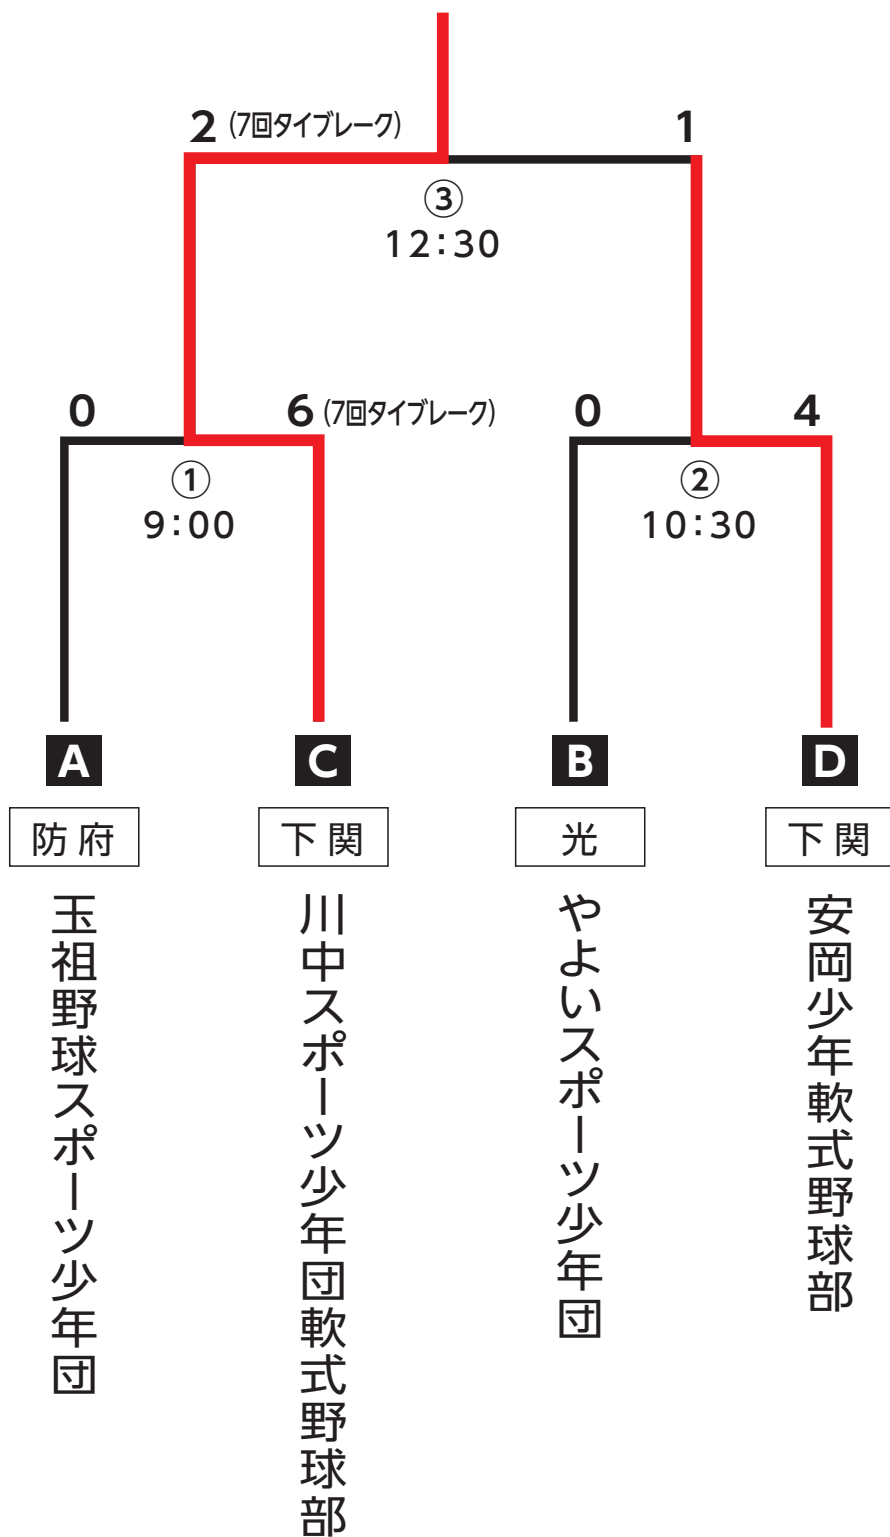 2 (7回タイブレーク)
1
③
12:30
0
6 (7回タイブレーク)
0
4
①
9:00
②
10:30
A
C
B
D
防府
下関
光
下関
玉祖野球スポーツ少年団
川中スポーツ少年団軟式野球部
やよいスポーツ少年団
安岡少年軟式野球部